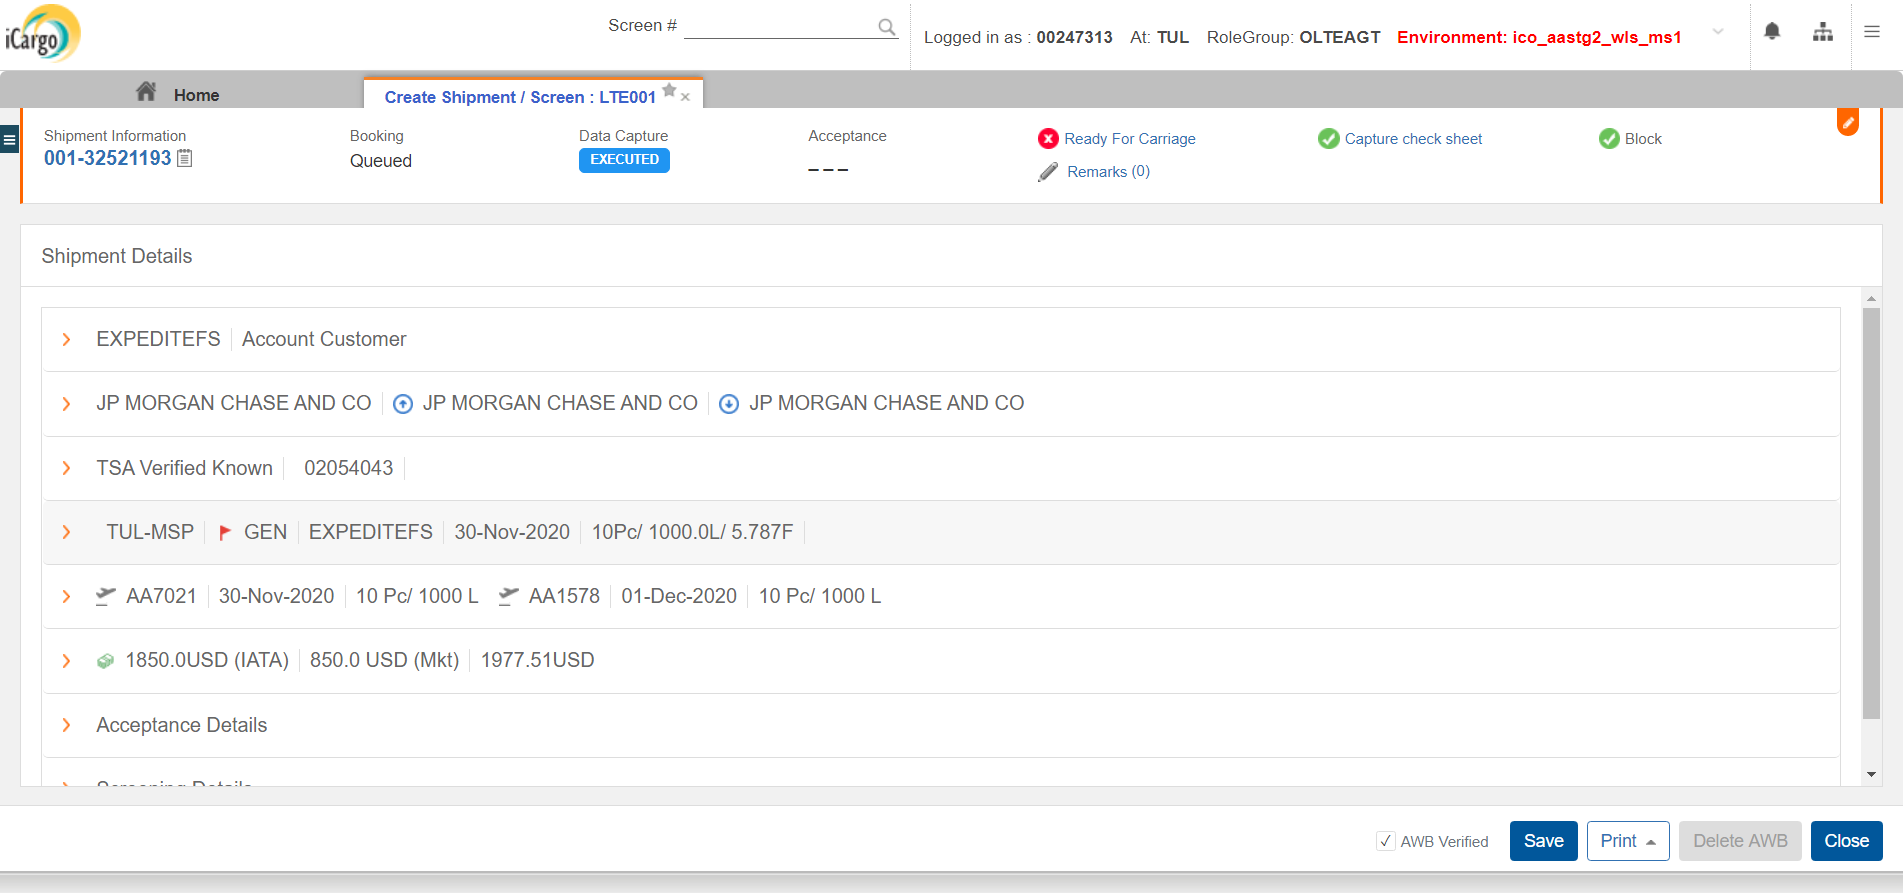 iCargo
Screen #
Logged in as : 00247313 At: TUL RoleGroup: OLTEAGT Environment: ico_aastg2_wls_ms1
Home
Create Shipment / Screen : LTE001
Shipment Information
001-32521193
Booking
Queued
Data Capture
EXECUTED
Acceptance
---
Ready For Carriage
Remarks (0)
Capture check sheet
Block
Shipment Details
EXPEDITEFS Account Customer
JP MORGAN CHASE AND CO JP MORGAN CHASE AND CO JP MORGAN CHASE AND CO
TSA Verified Known 02054043
TUL-MSP GEN EXPEDITEFS 30-Nov-2020 10Pc/ 1000.0L/ 5.787F
AA7021 30-Nov-2020 10 Pc/ 1000 L AA1578 01-Dec-2020 10 Pc/ 1000 L
1850.0USD (IATA) 850.0 USD (Mkt) 1977.51USD
Acceptance Details
Screening Details
AWB Verified Save Print Delete AWB Close